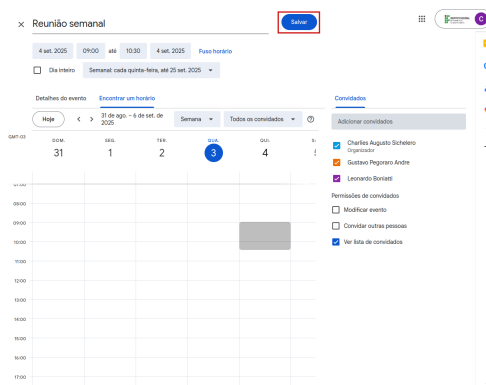 × Reunião semanal
Salvar
C
4 set. 2025 09:00 até 10:30 4 set. 2025 Fuso horário
Dia inteiro Semanal: cada quinta-feira, até 25 set. 2025
Detalhes do evento Encontrar um horário
Hoje < > 31 de ago. – 6 de set. de 2025 Semana Todos os convidados
GMT-03
DOM. SEG. TER. QUA. QUI.
31 1 2 3 4
07:00
08:00
09:00
10:00
11:00
12:00
13:00
14:00
15:00
16:00
17:00
Convidados
Adicionar convidados
Charlles Augusto Sichelero
Organizador
Gustavo Pegoraro Andre
Leonardo Boniatti
Permissões de convidados
Modificar evento
Convidar outras pessoas
Ver lista de convidados